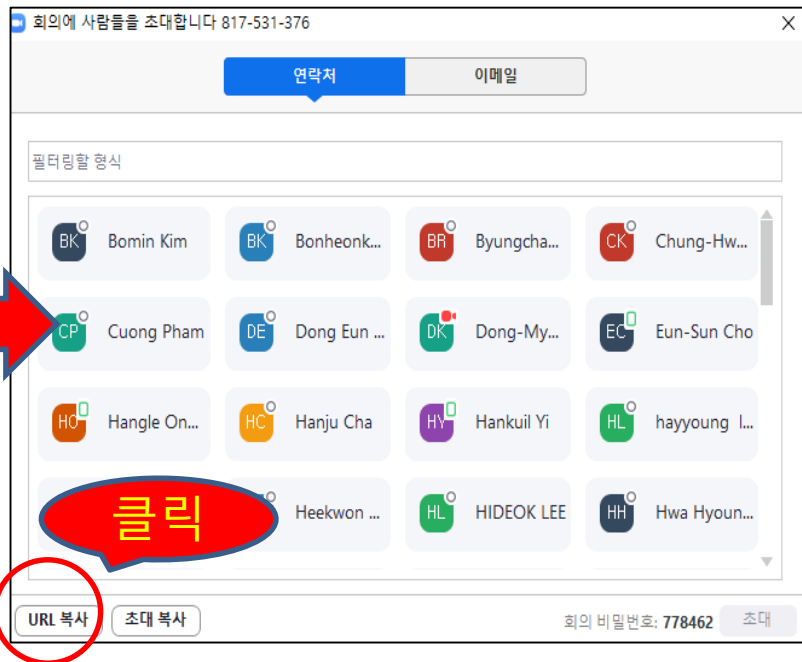 회의에 사람들을 초대합니다 817-531-376
연락처 이메일
필터링할 형식
BK Bomin Kim BK Bonheonk... BR Byungcha... CK Chung-Hw...
CP Cuong Pham DE Dong Eun ... DK Dong-My... EC Eun-Sun Cho
HO Hangle On... HC Hanju Cha HY Hankuil Yi HL hayyoung l...
클릭 Heekwon ... HL HIDEOK LEE HH Hwa Hyoun...
URL 복사 초대 복사 회의 비밀번호: 778462 초대